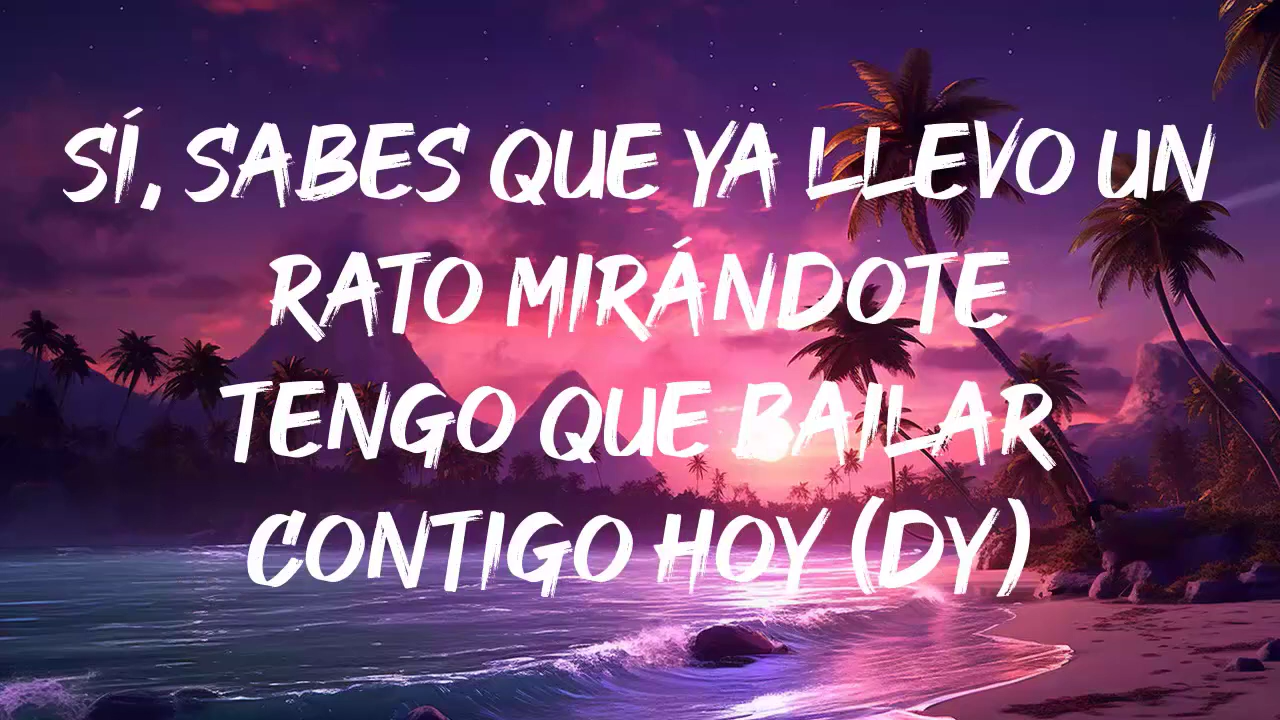 SÍ, SABES QUE YA LLEVO UN
RATO MIRÁNDOTE
TENGO QUE BAILAR
CONTIGO HOY (DY)